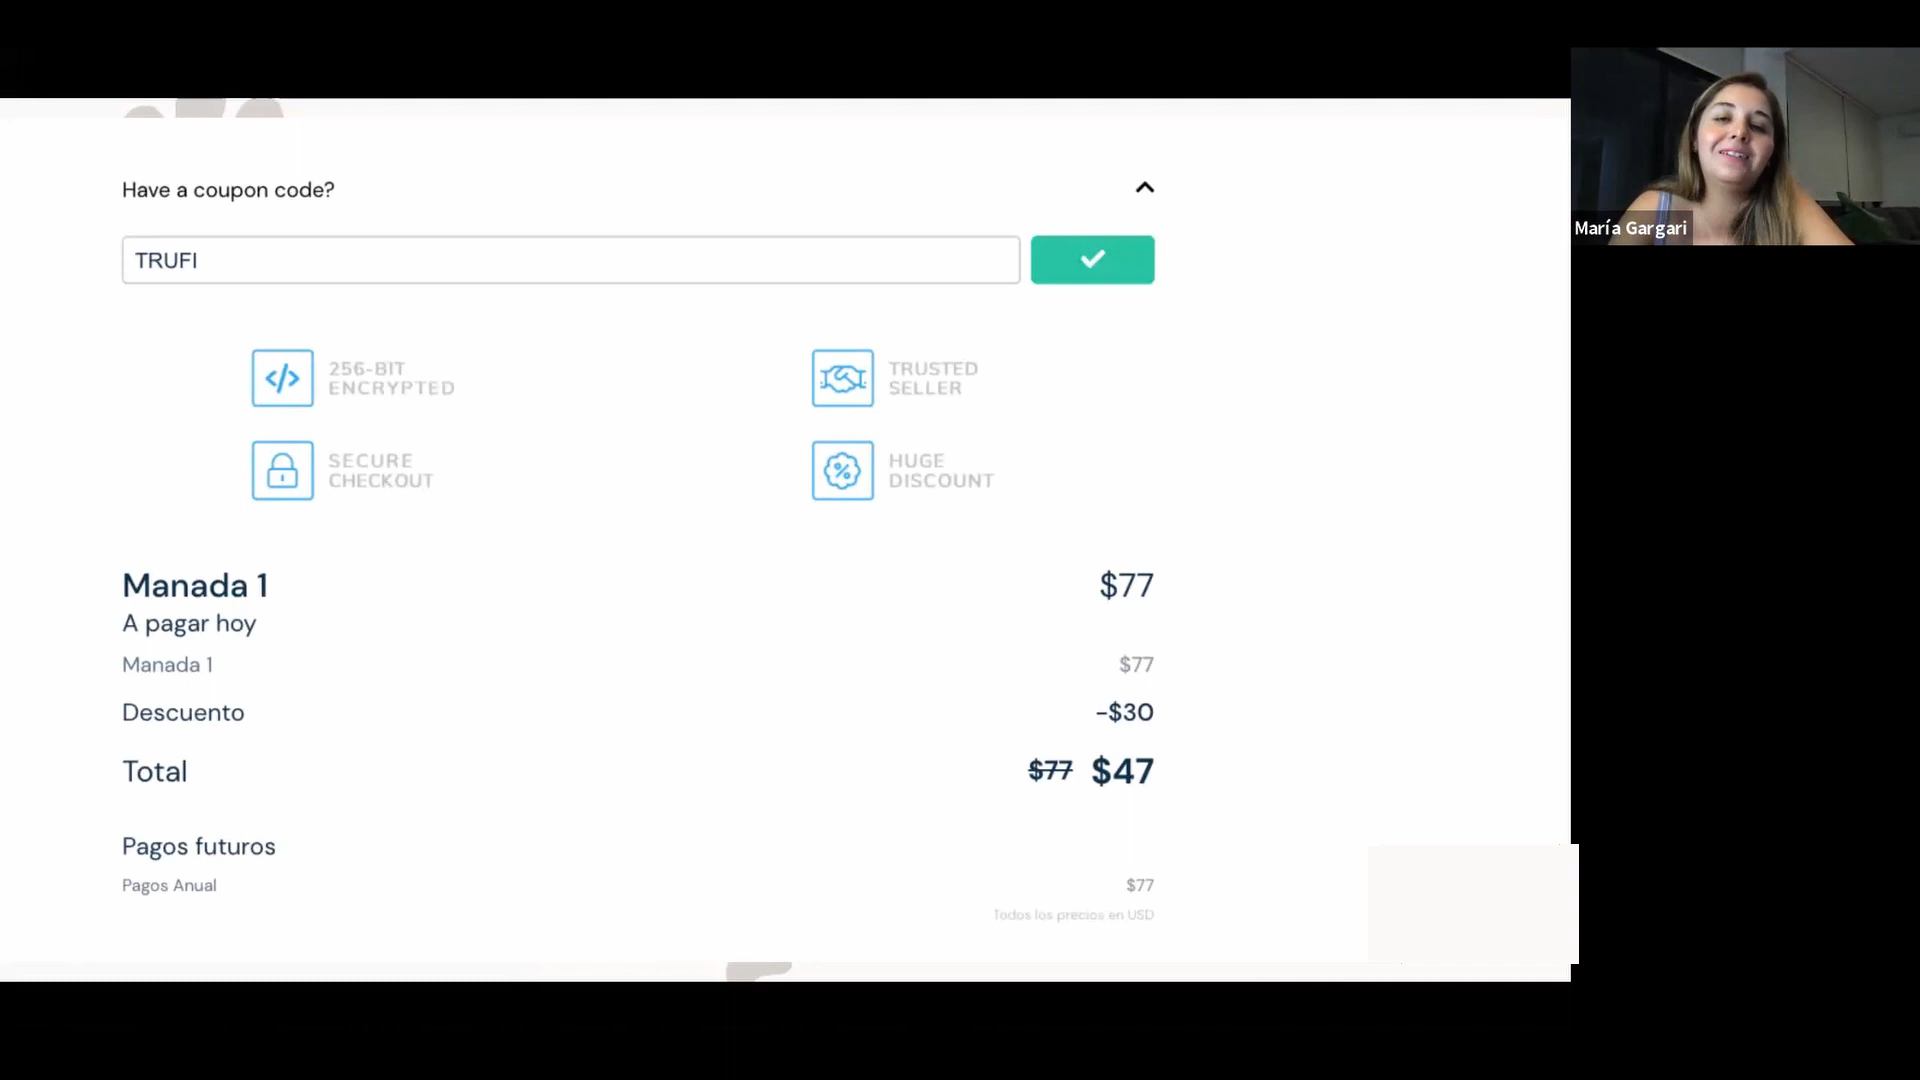 Have a coupon code?
TRUFI
256-BIT
ENCRYPTED
TRUSTED
SELLER
SECURE
CHECKOUT
HUGE
DISCOUNT
Manada 1 $77
A pagar hoy
Manada 1 $77
Descuento -$30
Total $77 $47
Pagos futuros
Pagos Anual $77
Todos los precios en USD
María Gargari